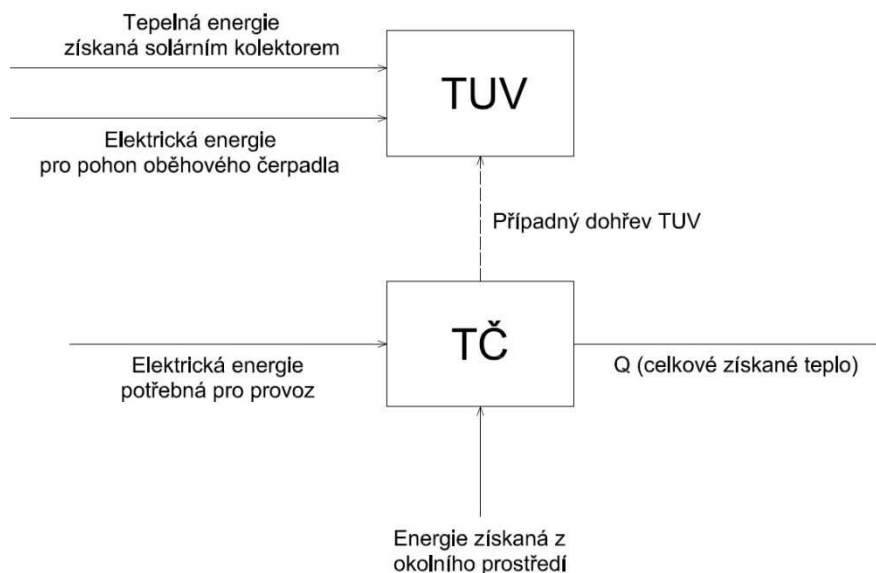 Tepelná energie
získaná solárním kolektorem
TUV
Elektrická energie
pro pohon oběhového čerpadla
Případný dohřev TUV
TČ
Elektrická energie
potřebná pro provoz
Q (celkové získané teplo)
Energie získaná z
okolního prostředí